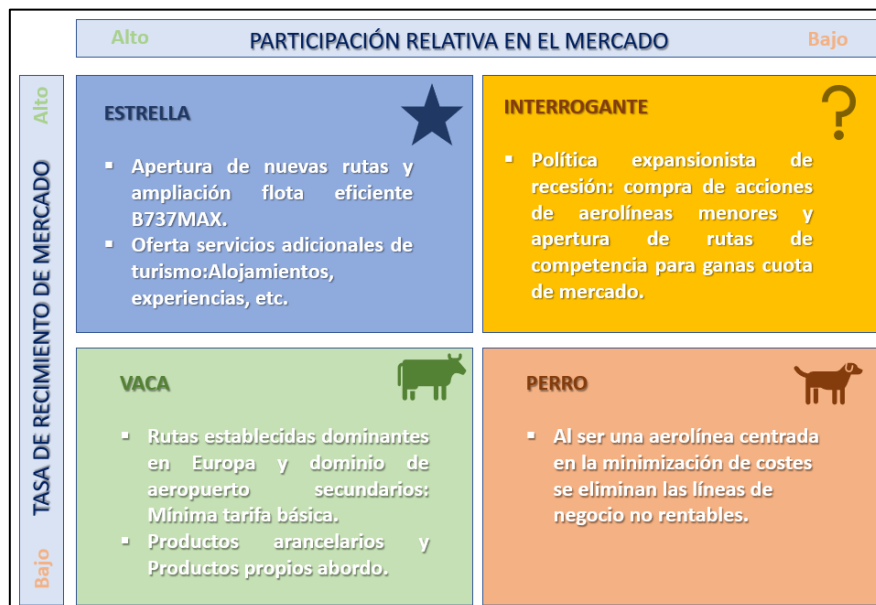 Alto PARTICIPACIÓN RELATIVA EN EL MERCADO Bajo
TASA DE RECIMIENTO DE MERCADO
Alto
Bajo
ESTRELLA
▪ Apertura de nuevas rutas y
ampliación flota eficiente
B737MAX.
▪ Oferta servicios adicionales de
turismo:Alojamientos,
experiencias, etc.
INTERROGANTE
?
▪ Política expansionista de
recesión: compra de acciones
de aerolíneas menores y
apertura de rutas de
competencia para ganas cuota
de mercado.
VACA
▪ Rutas establecidas dominantes
en Europa y dominio de
aeropuerto secundarios:
Mínima tarifa básica.
▪ Productos arancelarios y
Productos propios abordo.
PERRO
▪ Al ser una aerolínea centrada
en la minimización de costes
se eliminan las líneas de
negocio no rentables.